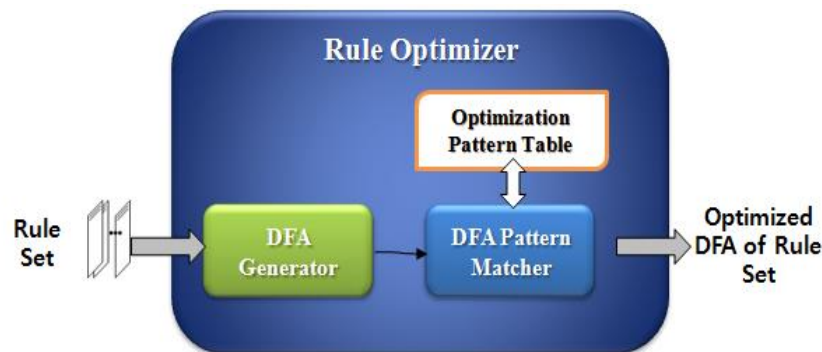 Rule Optimizer
Optimization
Pattern Table
Rule
Set
DFA
Generator
DFA Pattern
Matcher
Optimized
DFA of Rule
Set